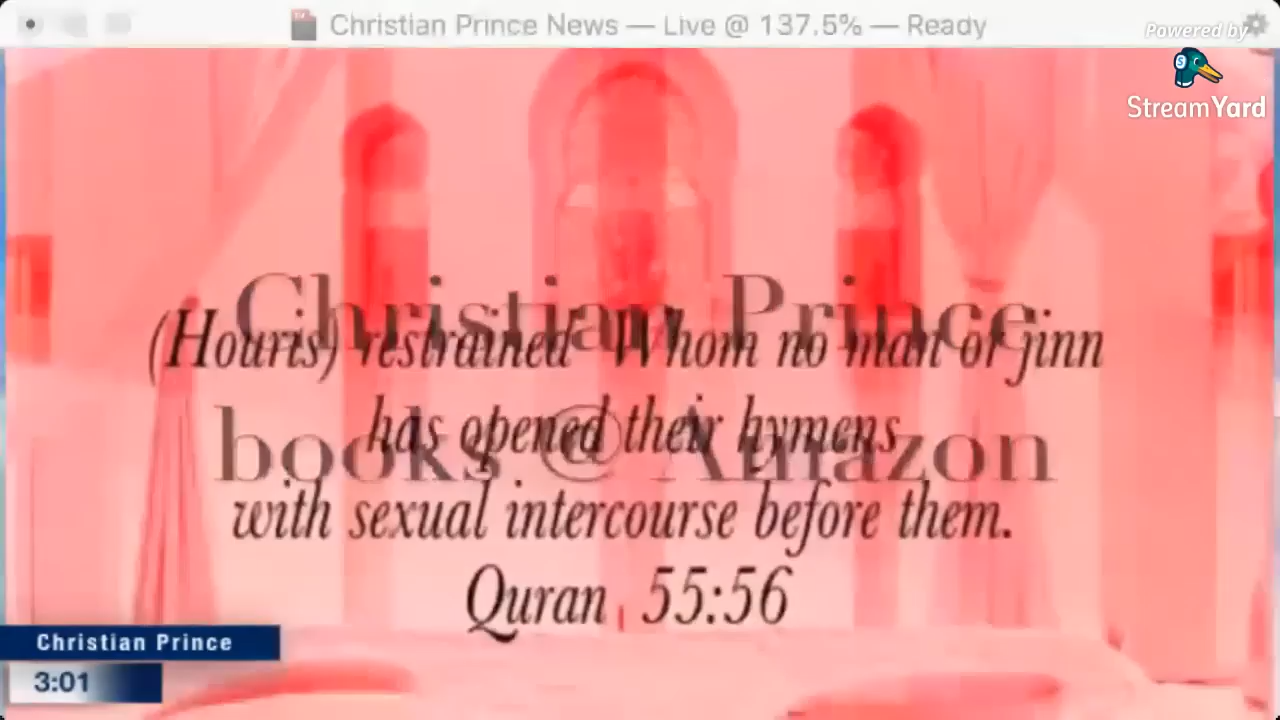 Christian Prince News — Live @ 137.5% — Ready
Powered by
StreamYard
Christian Prince
(Houris) restrained Whom no man or jinn
has opened their hymens
books @ Amazon
with sexual intercourse before them.
Quran 55:56
Christian Prince
3:01